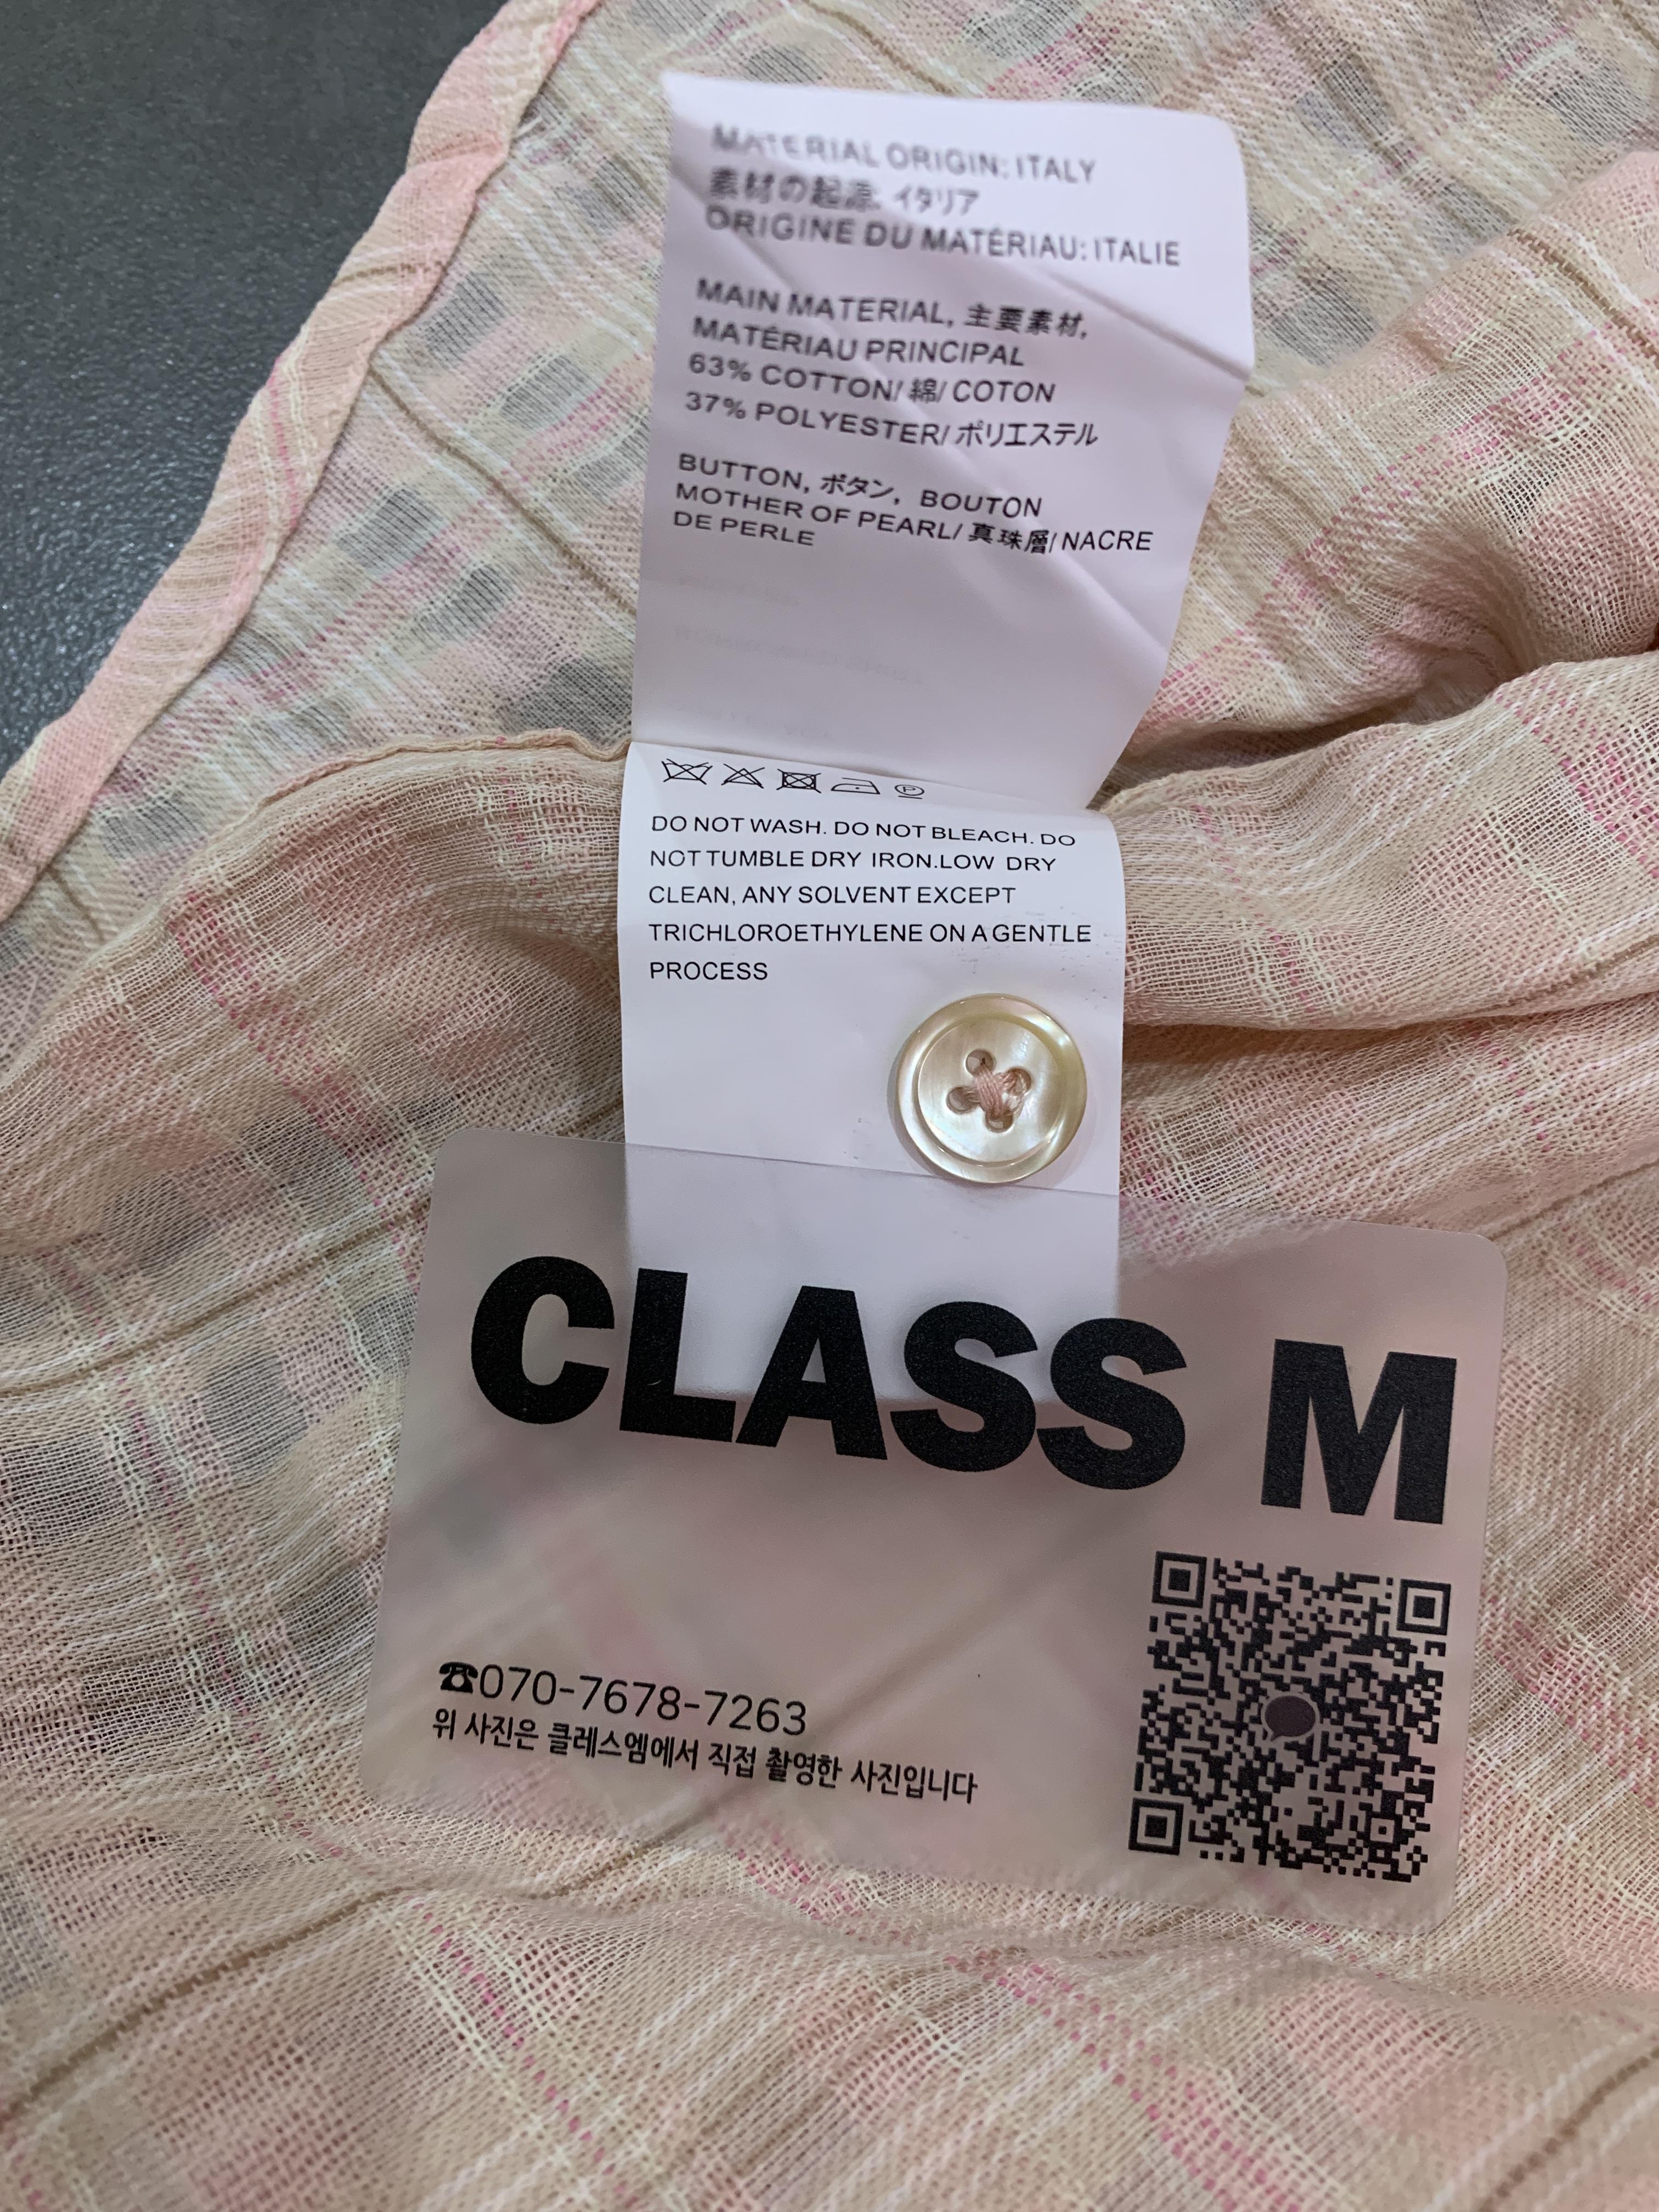 MATERIAL ORIGIN: ITALY
素材の起源: イタリア
ORIGINE DU MATÉRIAU: ITALIE
MAIN MATERIAL, 主要素材,
MATÉRIAU PRINCIPAL
63% COTTON/ 綿/ COTON
37% POLYESTER/ ポリエステル
BUTTON, ボタン, BOUTON
MOTHER OF PEARL/ 真珠層/ NACRE
DE PERLE
DO NOT WASH. DO NOT BLEACH. DO
NOT TUMBLE DRY IRON.LOW DRY
CLEAN, ANY SOLVENT EXCEPT
TRICHLOROETHYLENE ON A GENTLE
PROCESS
CLASS M
☎070-7678-7263
위 사진은 클레스엠에서 직접 촬영한 사진입니다